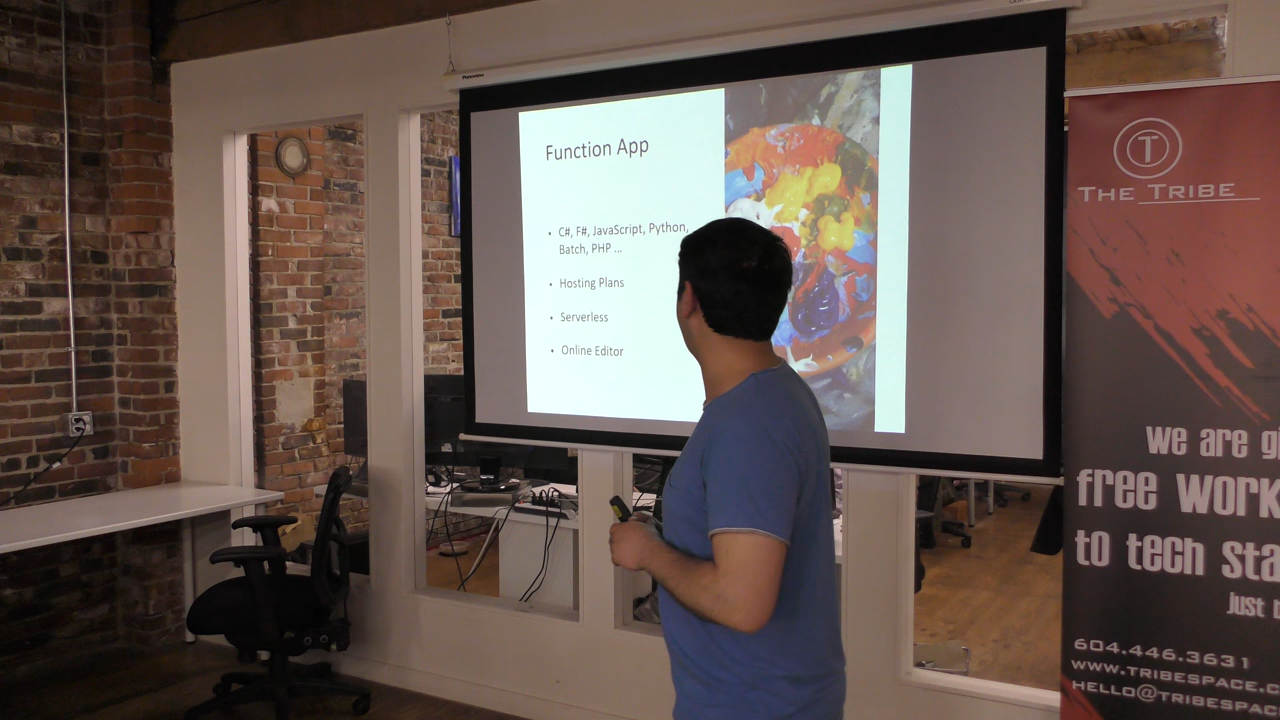 Function App
• C#, F#, JavaScript, Python,
Batch, PHP ...
• Hosting Plans
• Serverless
• Online Editor
T
THE TRIBE
we are gi
free work
to tech sta
just
604.446.3631
WWW.TRIBESPACE.C
HELLO@TRIBESPAC